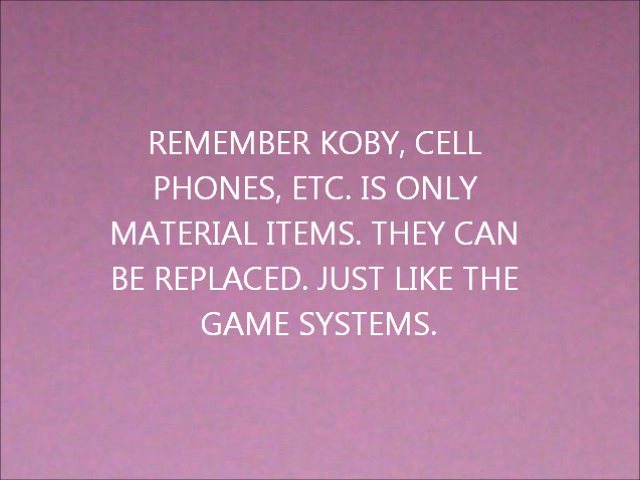 REMEMBER KOBY, CELL
PHONES, ETC. IS ONLY
MATERIAL ITEMS. THEY CAN
BE REPLACED. JUST LIKE THE
GAME SYSTEMS.